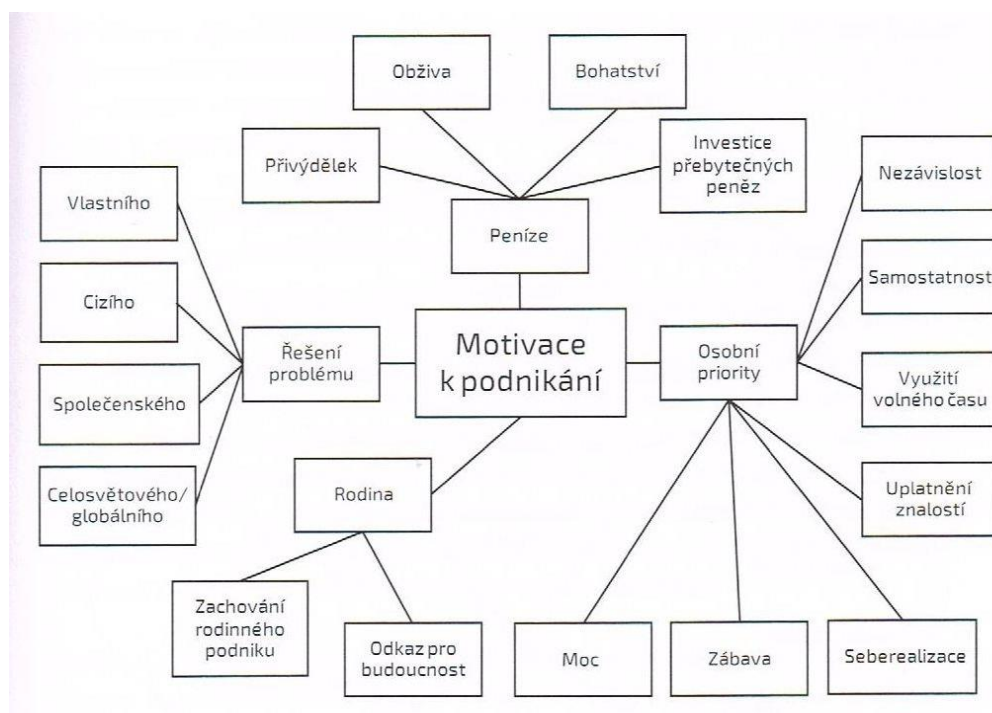 Obživa
Bohatství
Přivýdělek
Investice
přebytečných
peněz
Nezávislost
Vlastního
Peníze
Samostatnost
Cizího
Řešení
problému
Motivace
k podnikání
Osobní
priority
Využití
volného času
Společenského
Celosvětového/
globálního
Rodina
Uplatnění
znalostí
Zachování
rodinného
podniku
Odkaz pro
budoucnost
Moc
Zábava
Seberealizace